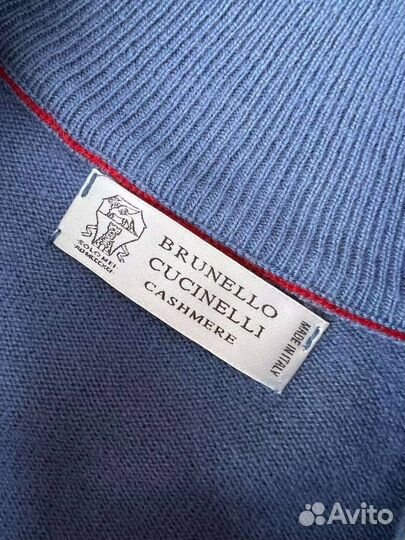 BRUNELLO
CUCINELLI
CASHMERE
SOLOMEI
MADE IN ITALY
Avito